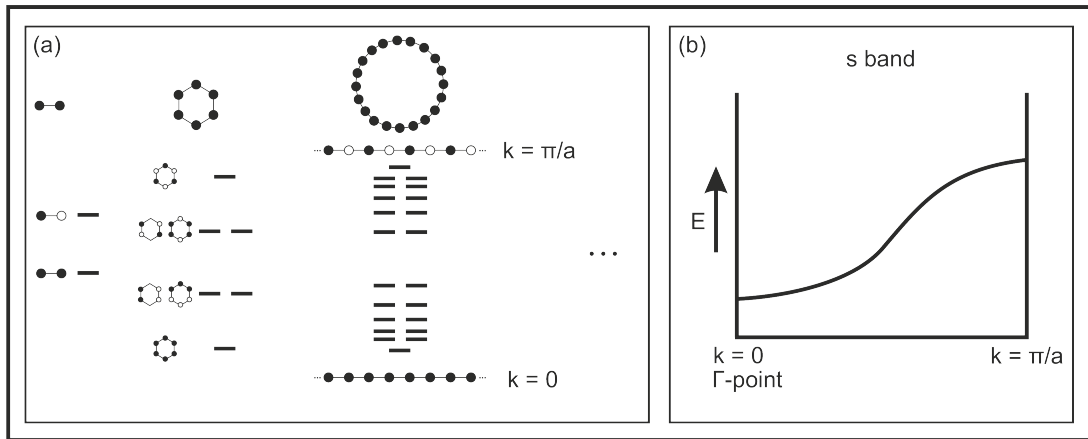 (a)
k = π/a
k = 0
...
(b)
s band
E
k = 0
Γ-point
k = π/a